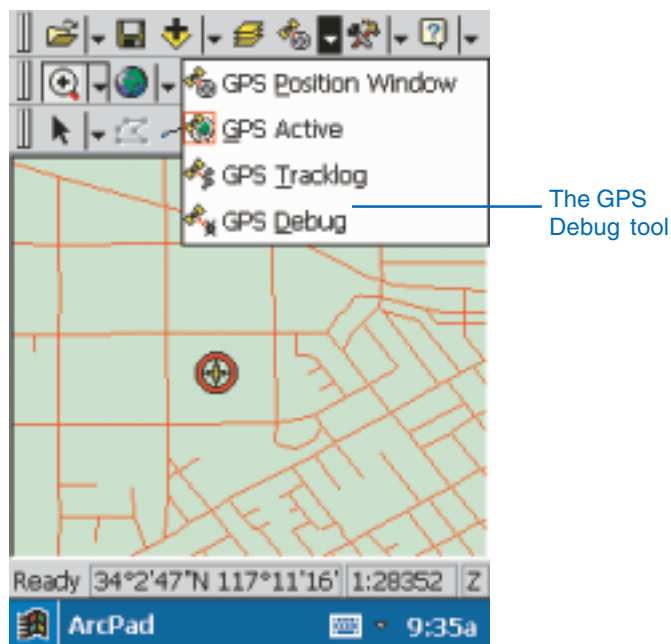 GPS Position Window
GPS Active
GPS Tracklog
GPS Debug
The GPS
Debug tool
Ready 34°2'47"N 117°11'16' 1:28352 Z
ArcPad 9:35a